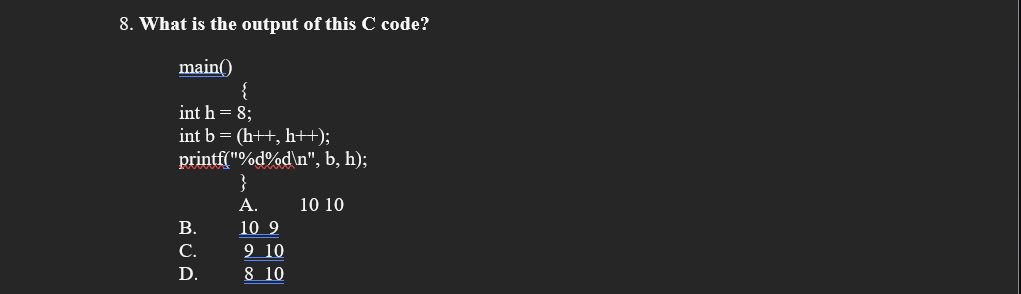 8. What is the output of this C code?
main()
{
int h = 8;
int b = (h++, h++);
printf("%d%d\n", b, h);
}
A. 10 10
B. 10 9
C. 9 10
D. 8 10